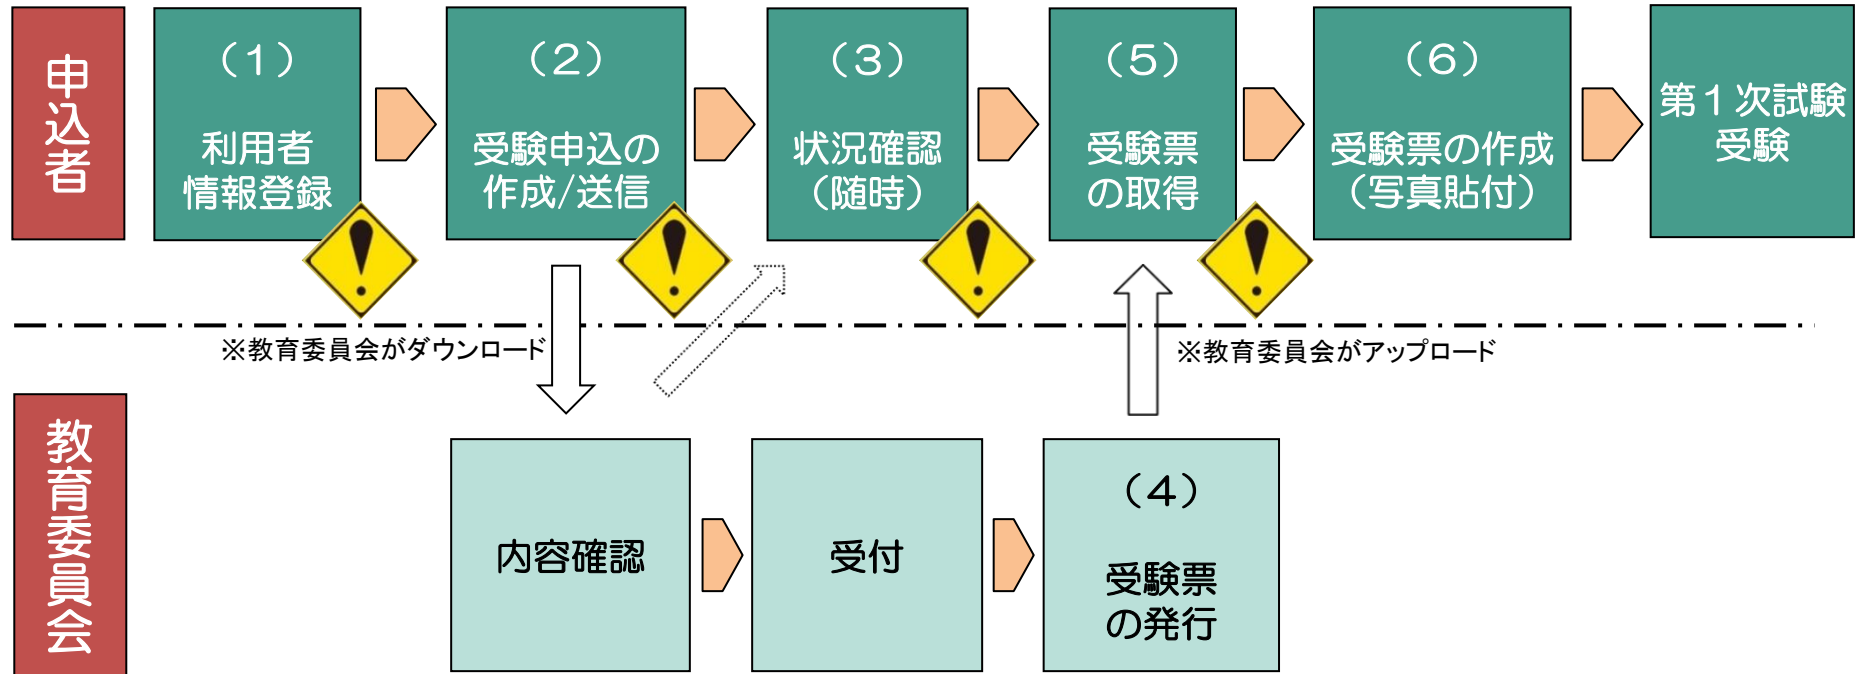 申込者
（１）
利用者
情報登録
（２）
受験申込の
作成/送信
（３）
状況確認
（随時）
（５）
受験票
の取得
（６）
受験票の作成
（写真貼付）
第１次試験
受験
※教育委員会がダウンロード
※教育委員会がアップロード
教育委員会
内容確認
受付
（４）
受験票
の発行